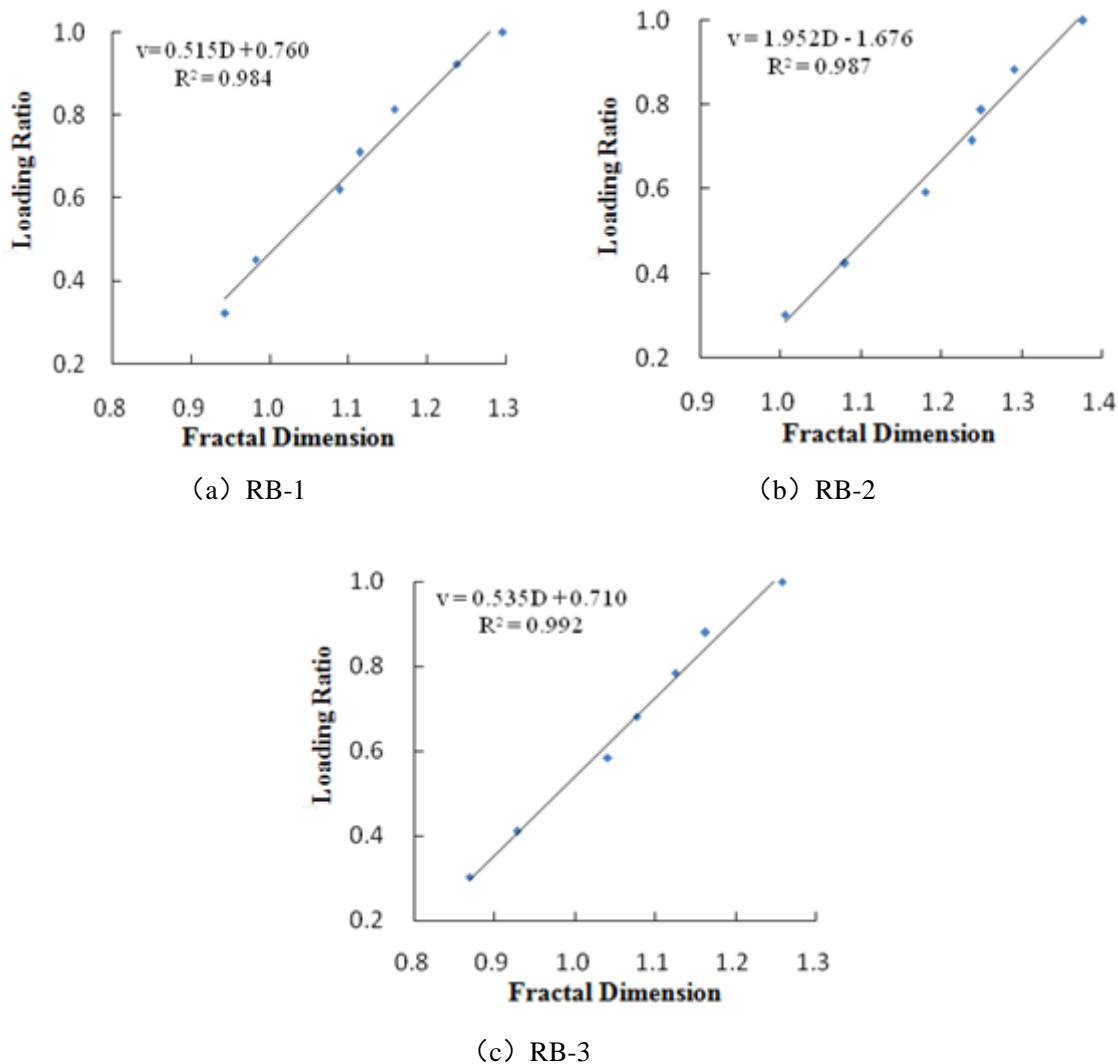 v=0.515D+0.760
R²=0.984
1.0
0.8
0.6
0.4
0.2
Loading Ratio
0.8 0.9 1.0 1.1 1.2 1.3
Fractal Dimension
(a) RB-1
v=1.952D-1.676
R²=0.987
1.0
0.8
0.6
0.4
0.2
Loading Ratio
0.9 1.0 1.1 1.2 1.3 1.4
Fractal Dimension
(b) RB-2
v=0.535D+0.710
R²=0.992
1.0
0.8
0.6
0.4
0.2
Loading Ratio
0.8 0.9 1.0 1.1 1.2 1.3
Fractal Dimension
(c) RB-3